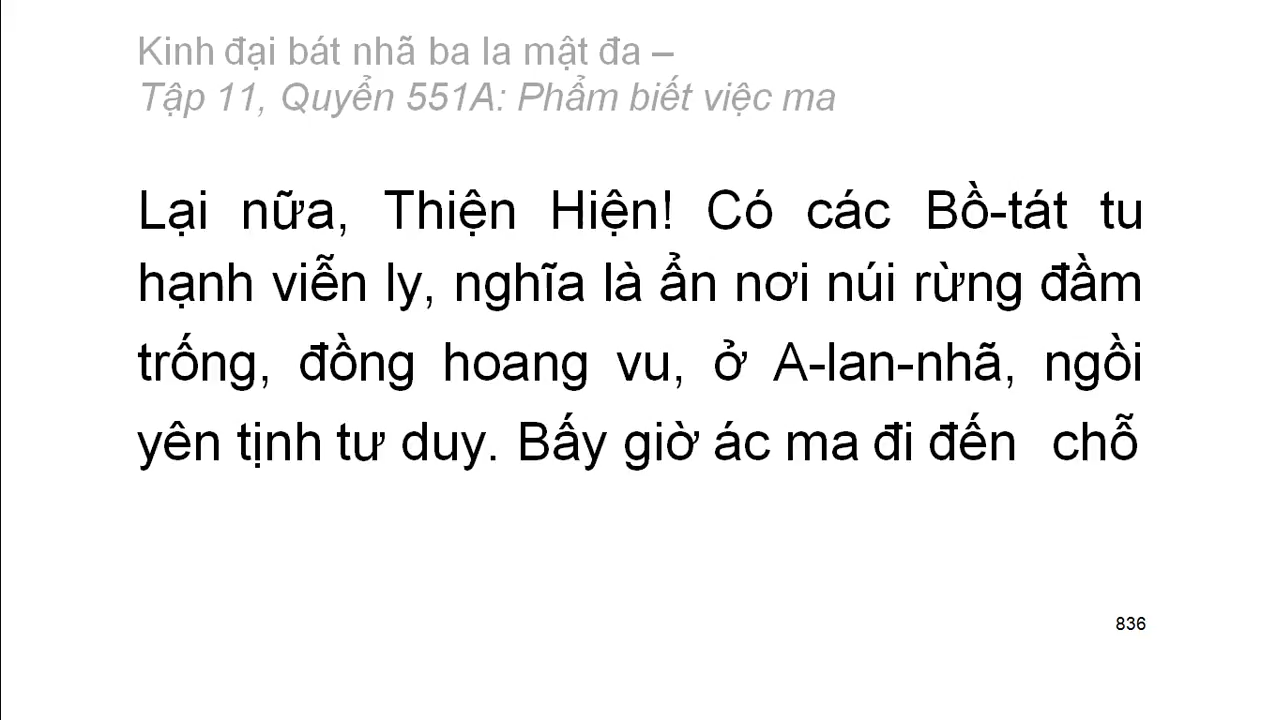 Kinh đại bát nhã ba la mật đa –
Tập 11, Quyển 551A: Phẩm biết việc ma
Lại nữa, Thiện Hiện! Có các Bồ-tát tu
hạnh viễn ly, nghĩa là ẩn nơi núi rừng đầm
trống, đồng hoang vu, ở A-lan-nhã, ngồi
yên tịnh tư duy. Bấy giờ ác ma đi đến chỗ
836